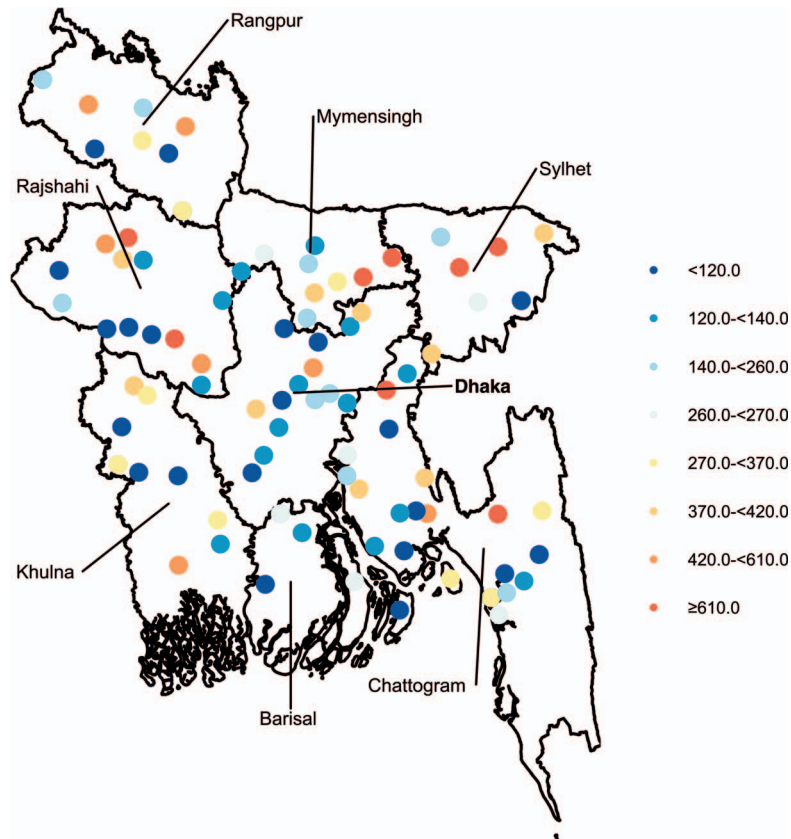 Rangpur
Mymensingh
Sylhet
Rajshahi
Dhaka
Khulna
Chattogram
Barisal
<120.0
120.0-<140.0
140.0-<260.0
260.0-<270.0
270.0-<370.0
370.0-<420.0
420.0-<610.0
≥610.0